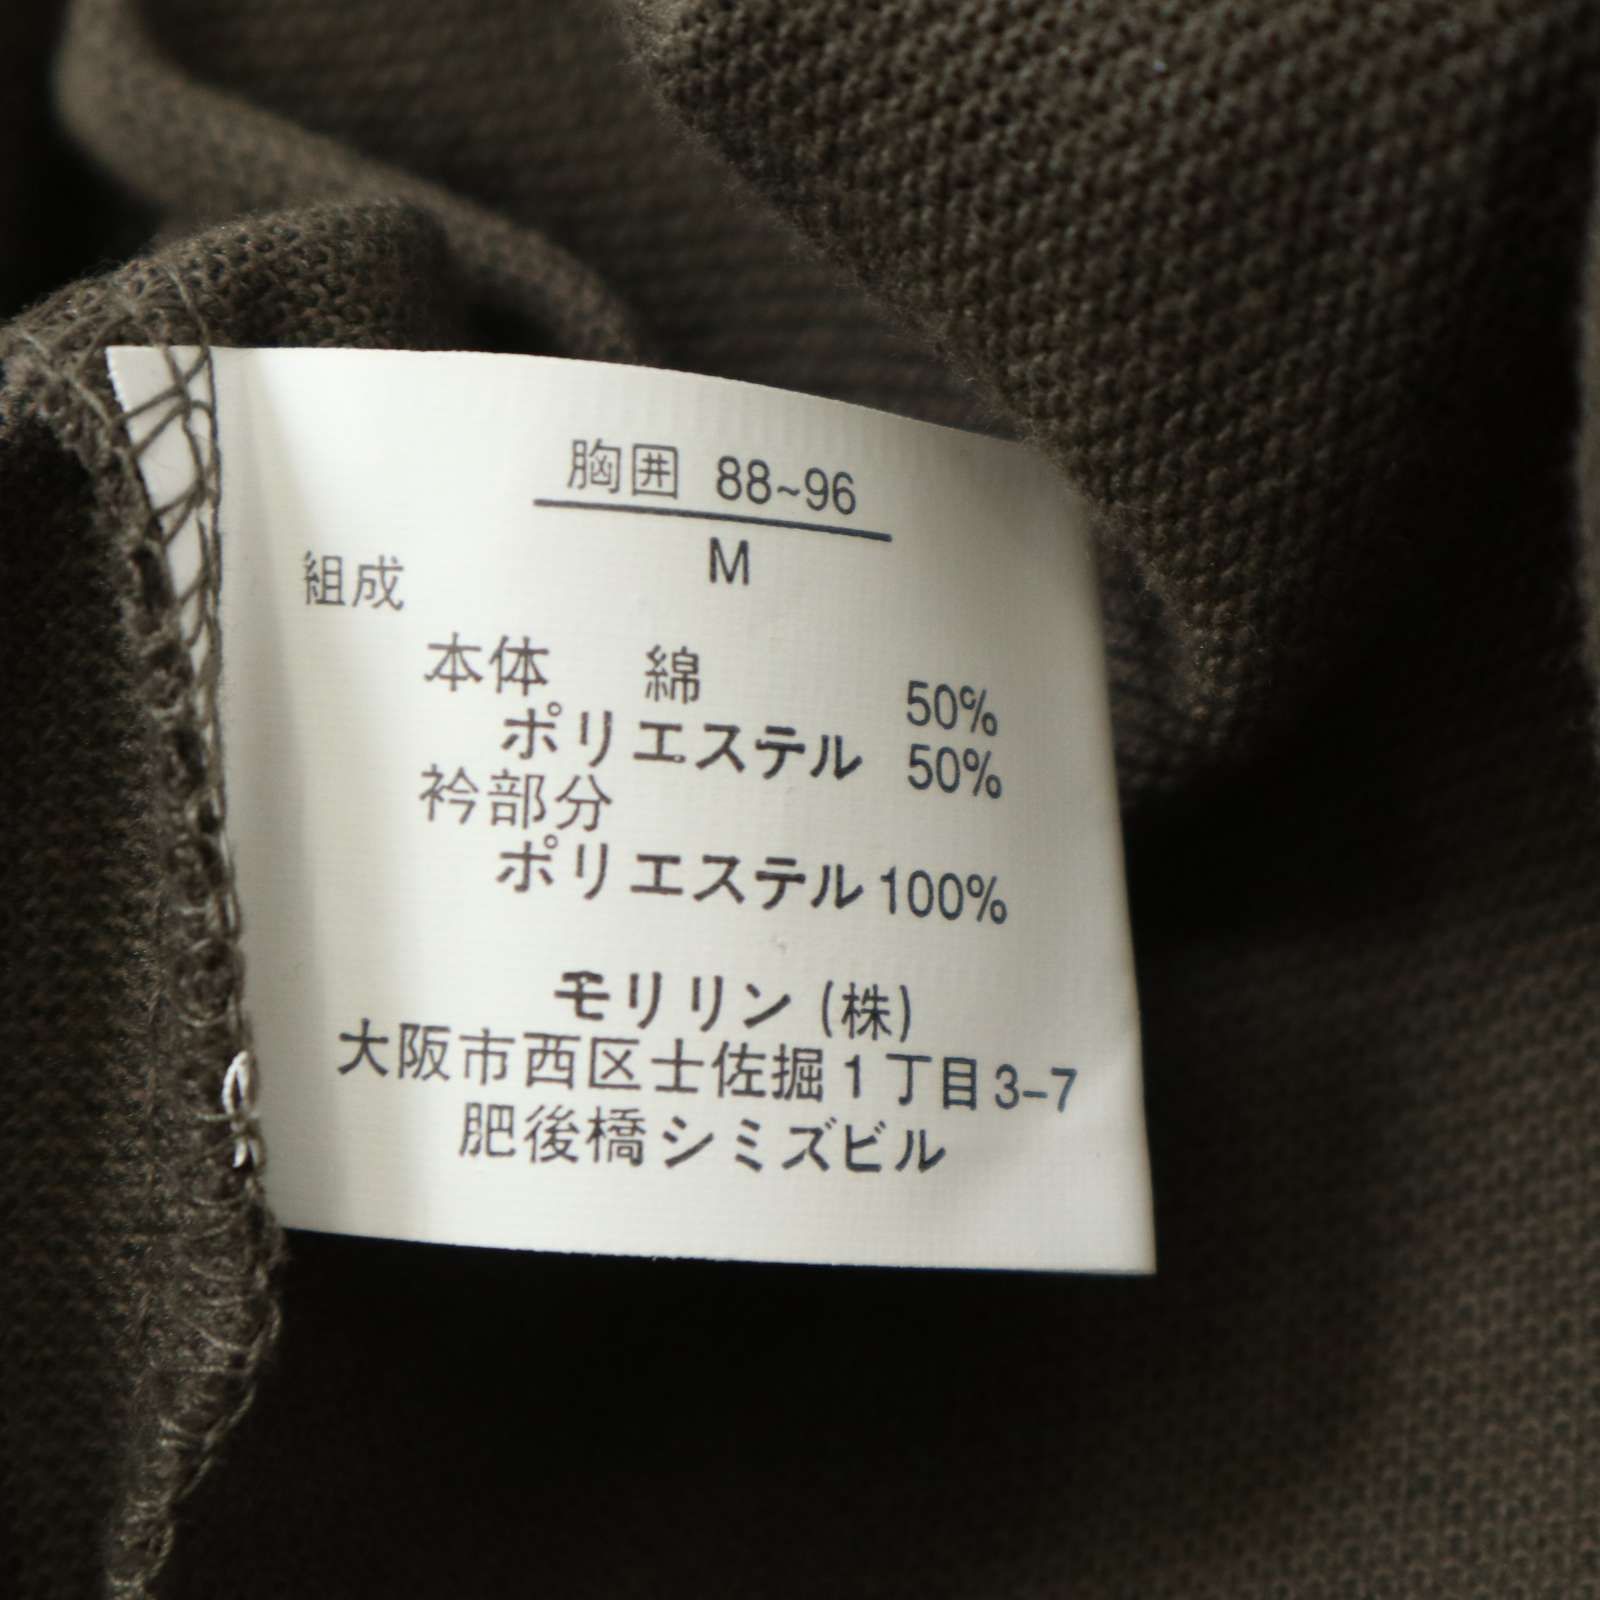 胸囲 88~96
M
組成
本体 綿 50%
ポリエステル 50%
衿部分
ポリエステル 100%
モリリン (株)
大阪市西区土佐掘1丁目3-7
肥後橋シミズビル